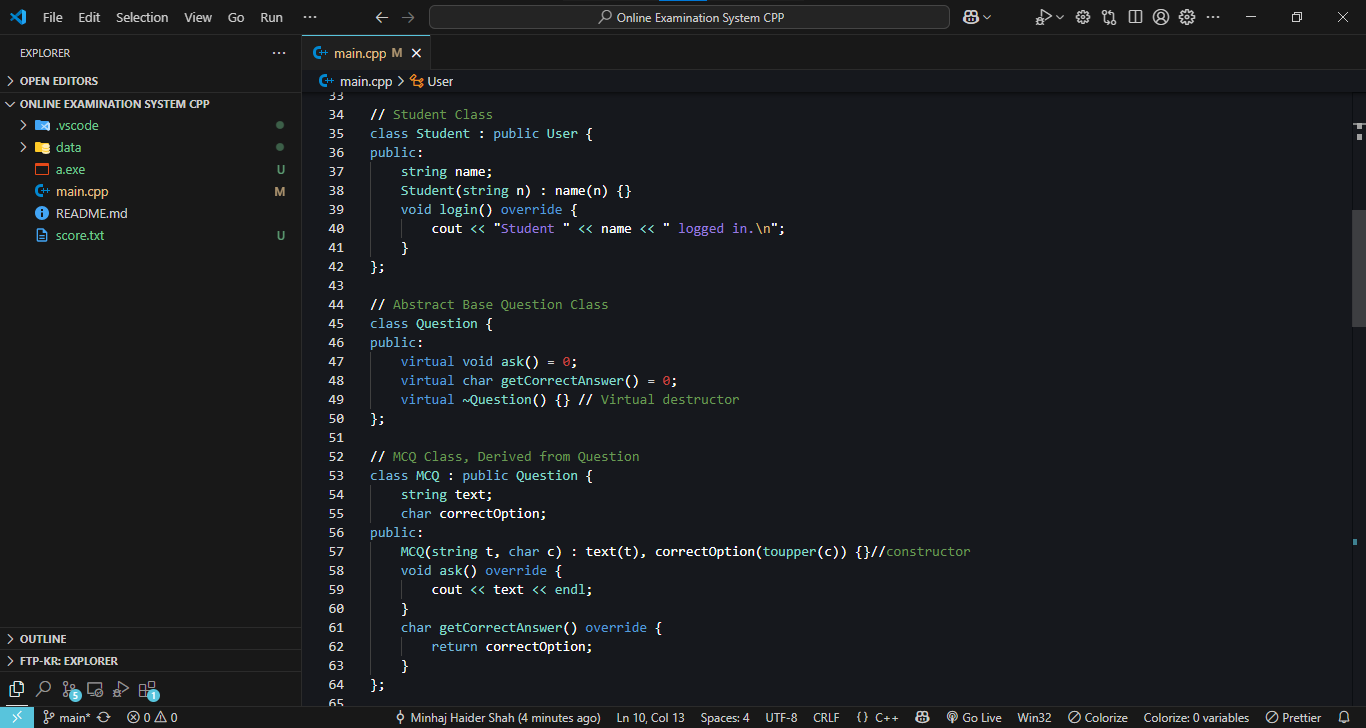 File Edit Selection View Go Run ··· Online Examination System CPP
EXPLORER ···
OPEN EDITORS
ONLINE EXAMINATION SYSTEM CPP
.vscode
data
a.exe U
main.cpp M
README.md
score.txt U
OUTLINE
FTP-KR: EXPLORER
5 1
main.cpp M
main.cpp > User
33
34 // Student Class
35 class Student : public User {
36 public:
37     string name;
38     Student(string n) : name(n) {}
39     void login() override {
40         cout << "Student " << name << " logged in.\n";
41     }
42 };
43
44 // Abstract Base Question Class
45 class Question {
46 public:
47     virtual void ask() = 0;
48     virtual char getCorrectAnswer() = 0;
49     virtual ~Question() {} // Virtual destructor
50 };
51
52 // MCQ Class, Derived from Question
53 class MCQ : public Question {
54     string text;
55     char correctOption;
56 public:
57     MCQ(string t, char c) : text(t), correctOption(toupper(c)) {}//constructor
58     void ask() override {
59         cout << text << endl;
60     }
61     char getCorrectAnswer() override {
62         return correctOption;
63     }
64 };
65
main* 0 0 Minhaj Haider Shah (4 minutes ago) Ln 10, Col 13 Spaces: 4 UTF-8 CRLF {} C++ Go Live Win32 Colorize Colorize: 0 variables Prettier